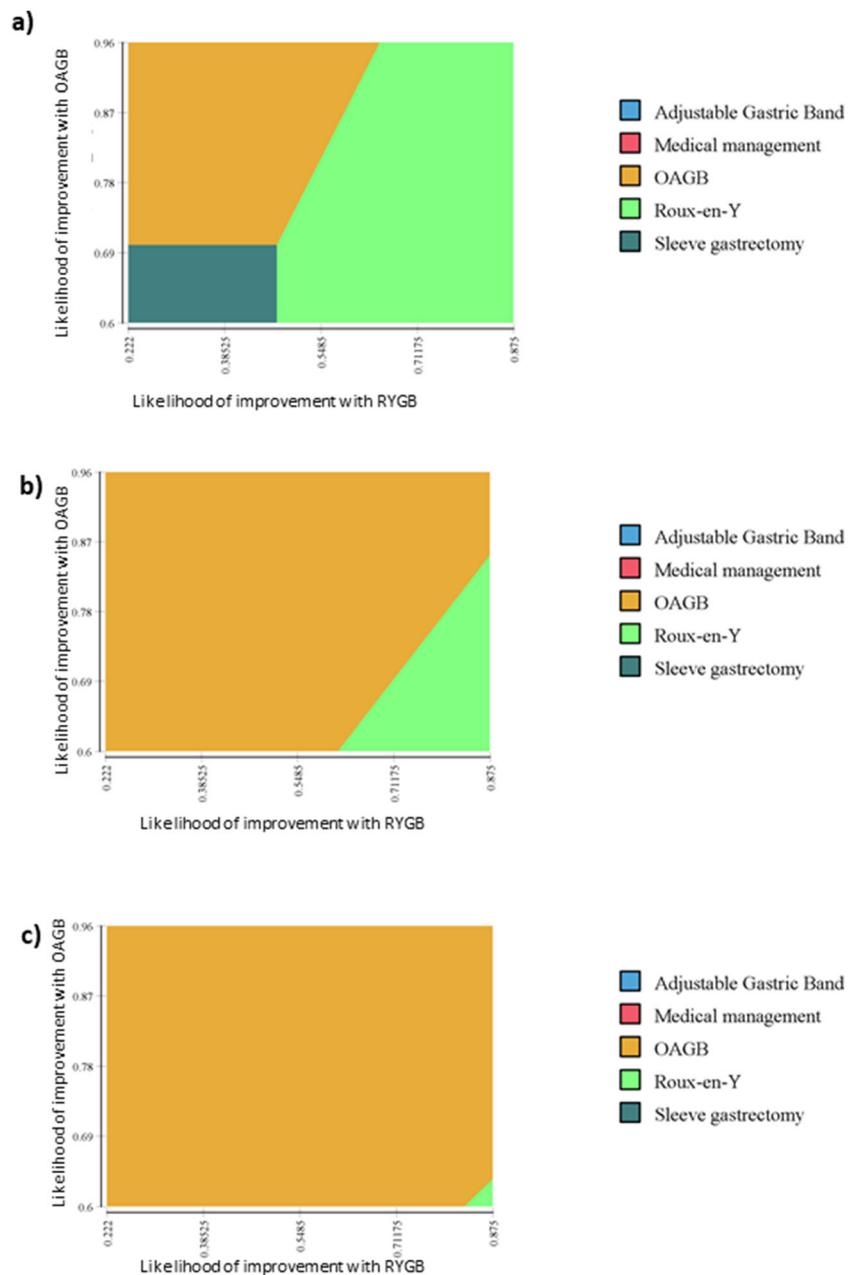 a)
Likelihood of improvement with OAGB
0.96
0.87
0.78
0.69
0.6
0.222
0.38525
0.5485
0.71175
0.875
Likelihood of improvement with RYGB
Adjustable Gastric Band
Medical management
OAGB
Roux-en-Y
Sleeve gastrectomy
b)
Likelihood of improvement with OAGB
0.96
0.87
0.78
0.69
0.6
0.222
0.38525
0.5485
0.71175
0.875
Likelihood of improvement with RYGB
Adjustable Gastric Band
Medical management
OAGB
Roux-en-Y
Sleeve gastrectomy
c)
Likelihood of improvement with OAGB
0.96
0.87
0.78
0.69
0.6
0.222
0.38525
0.5485
0.71175
0.875
Likelihood of improvement with RYGB
Adjustable Gastric Band
Medical management
OAGB
Roux-en-Y
Sleeve gastrectomy